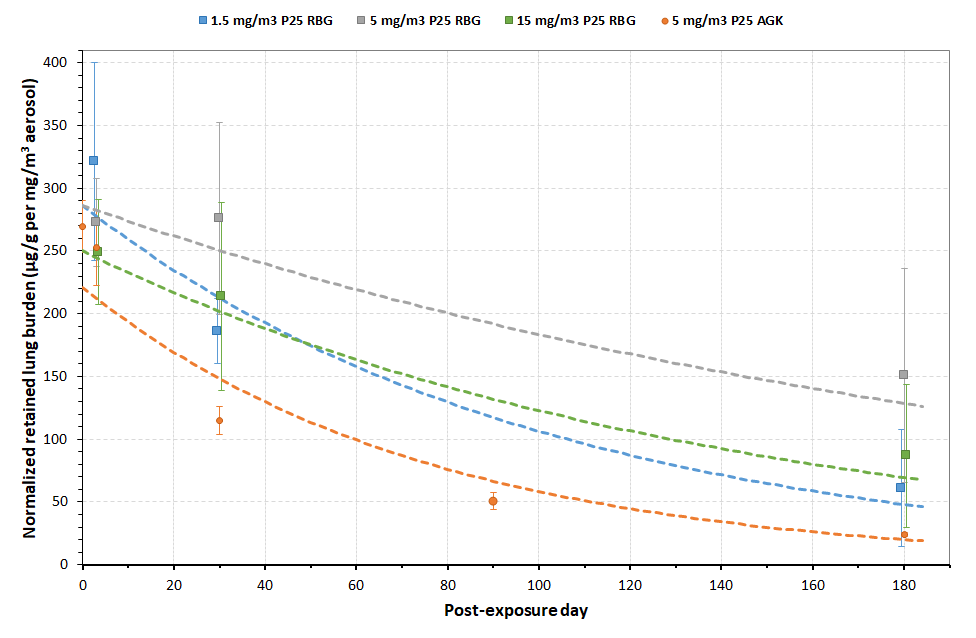 1.5 mg/m3 P25 RBG 5 mg/m3 P25 RBG 15 mg/m3 P25 RBG 5 mg/m3 P25 AGK
Normalized retained lung burden (µg/g per mg/m³ aerosol)
400
350
300
250
200
150
100
50
0
0 20 40 60 80 100 120 140 160 180
Post-exposure day